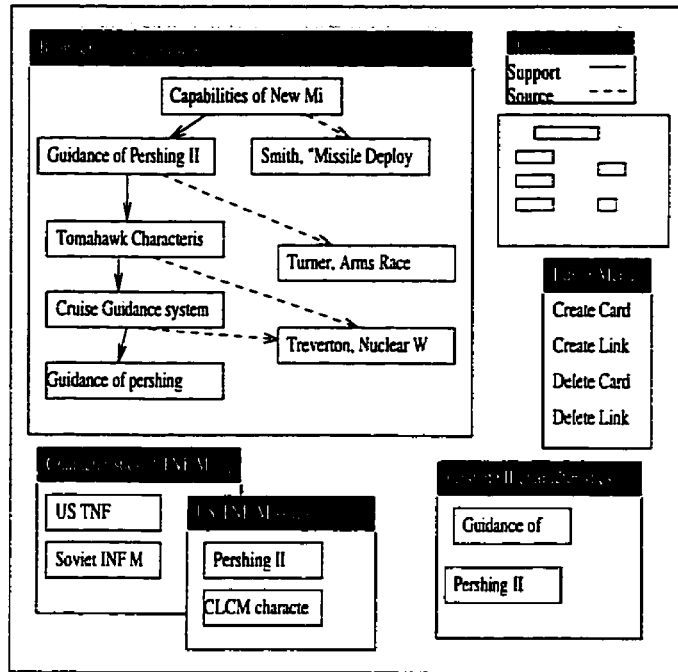 Support
Source
Capabilities of New Mi
Guidance of Pershing II
Smith, "Missile Deploy
Tomahawk Characteris
Turner, Arms Race
Cruise Guidance system
Treverton, Nuclear W
Guidance of pershing
Create Card
Create Link
Delete Card
Delete Link
US TNF
Soviet INF M
Pershing II
CLCM characte
Guidance of
Pershing II